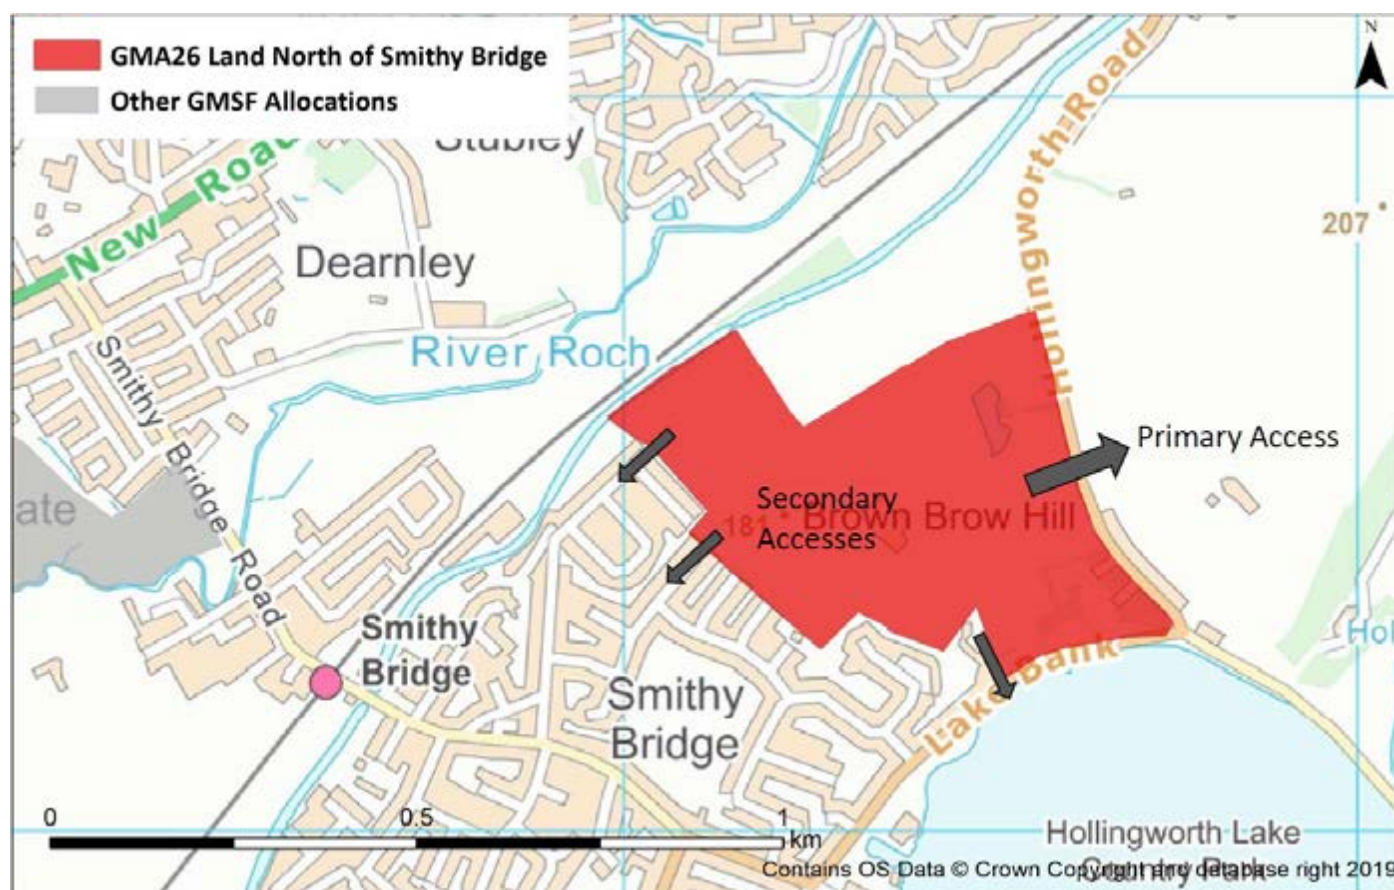 GMA26 Land North of Smithy Bridge
Other GMSF Allocations
N
Stubley
New Road
Dearnley
River Roch
Hollingworth Road
207
Smithy Bridge Road
ate
Primary Access
Secondary
Accesses
181
Brown Brow Hill
Smithy
Bridge
Smithy
Bridge
Lake Bank
Hol
0
0.5
1
km
Hollingworth Lake
Country Park
Contains OS Data © Crown Copyright and database right 2019